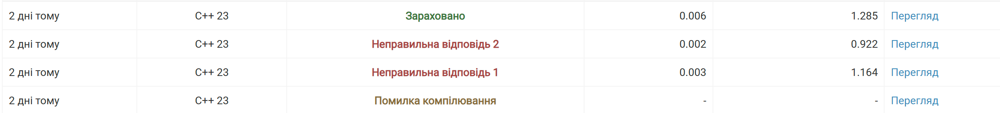 2 дні тому C++ 23 Зараховано 0.006 1.285 Перегляд
2 дні тому C++ 23 Неправильна відповідь 2 0.002 0.922 Перегляд
2 дні тому C++ 23 Неправильна відповідь 1 0.003 1.164 Перегляд
2 дні тому C++ 23 Помилка компілювання - - Перегляд